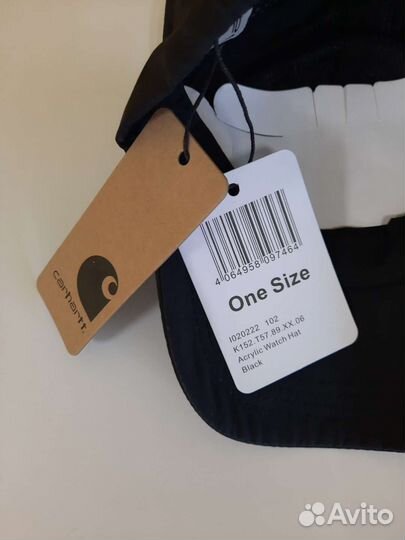 carhartt.
4 064958 097464
One Size
I020222 102
K152.T57.89.XX.06
Acrylic Watch Hat
Black
Avito